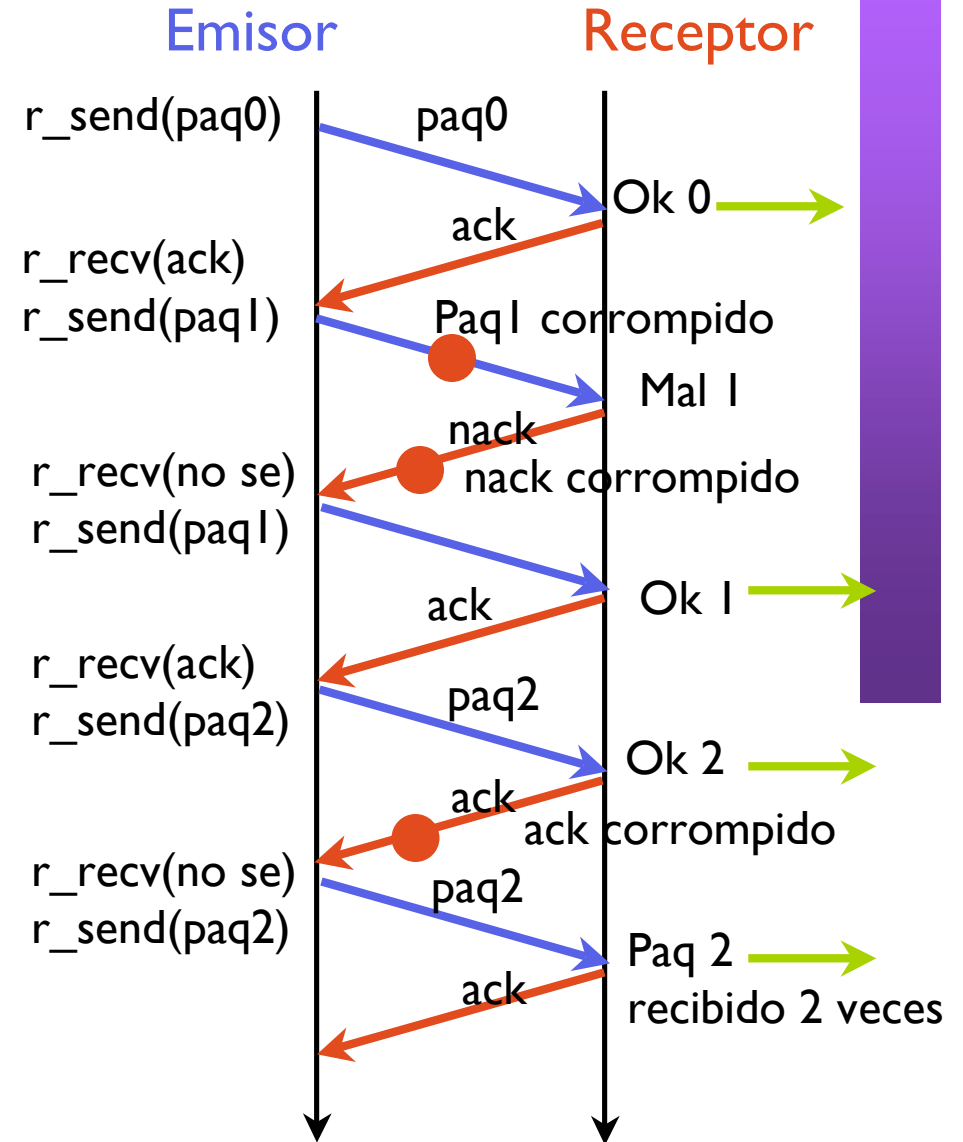 Emisor
Receptor
r_send(paq0)
paq0
Ok 0
ack
r_recv(ack)
r_send(paq1)
Paq1 corrompido
Mal 1
nack
r_recv(no se)
nack corrompido
r_send(paq1)
Ok 1
ack
r_recv(ack)
paq2
r_send(paq2)
Ok 2
ack
ack corrompido
r_recv(no se)
paq2
r_send(paq2)
Paq 2
ack
recibido 2 veces